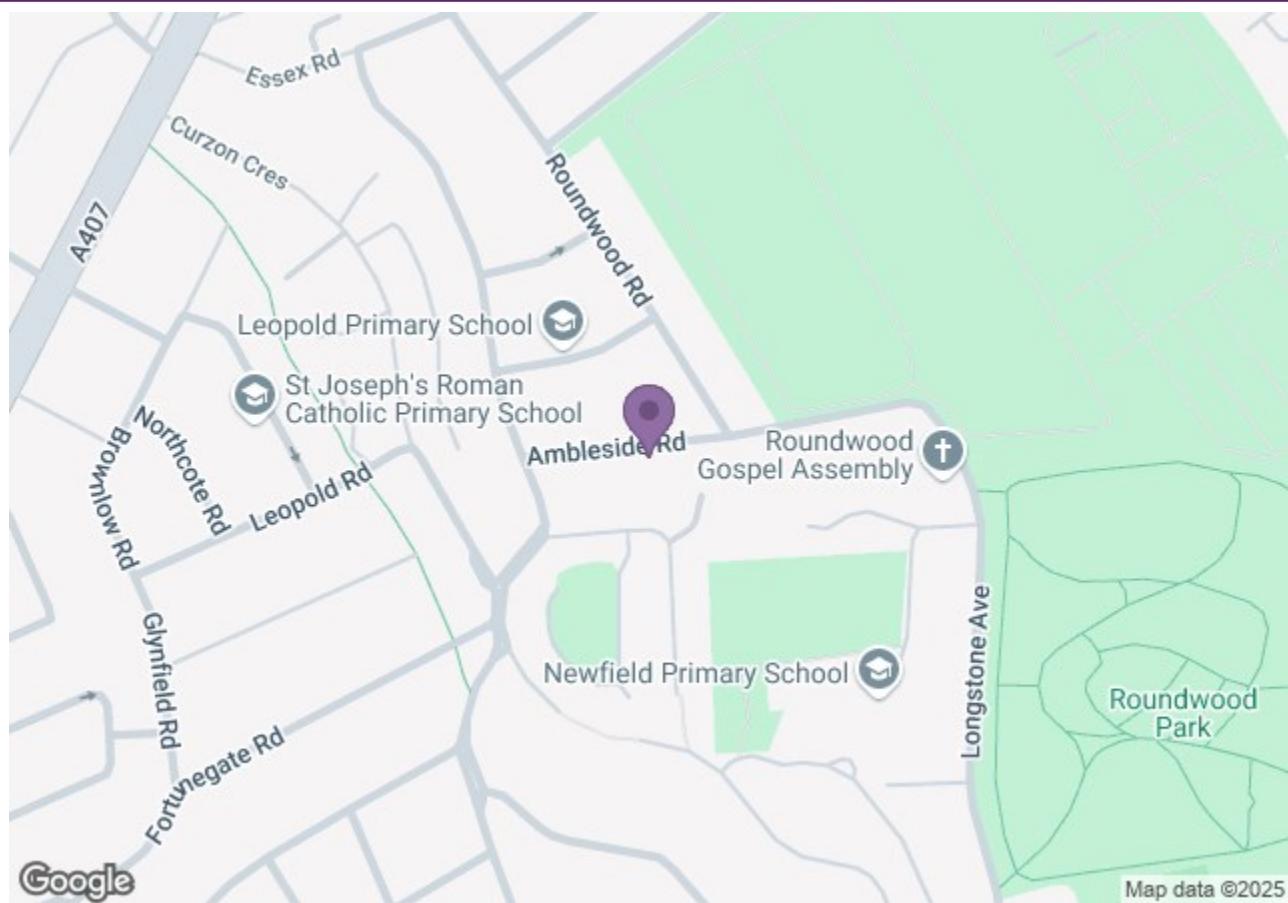 Essex Rd
Curzon Cres
A407
Roundwood Rd
Leopold Primary School
St Joseph's Roman
Catholic Primary School
Northcote Rd
Brownlow Rd
Leopold Rd
Ambleside Rd
Roundwood
Gospel Assembly
Glynfield Rd
Fortunegate Rd
Newfield Primary School
Longstone Ave
Roundwood
Park
Google
Map data ©2025